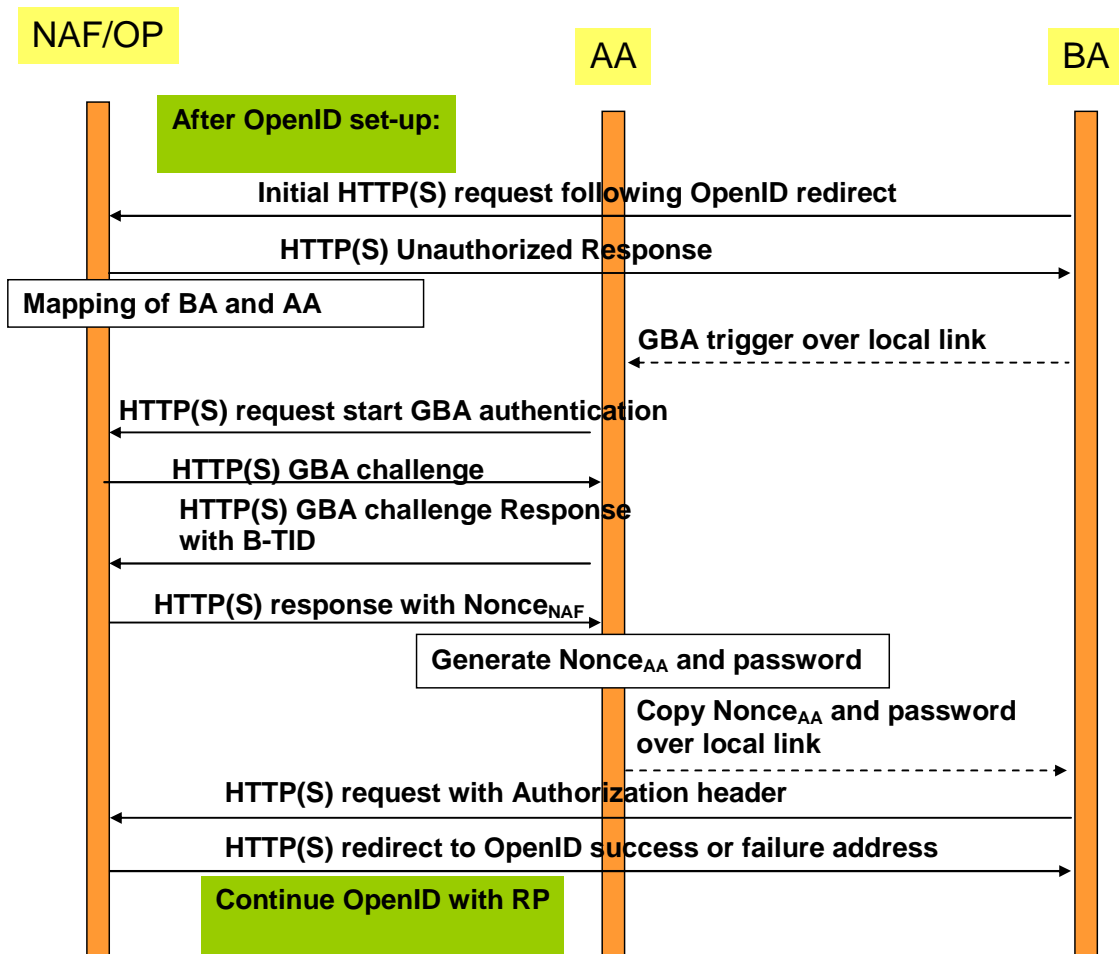 NAF/OP
AA
BA
After OpenID set-up:
Initial HTTP(S) request following OpenID redirect
HTTP(S) Unauthorized Response
Mapping of BA and AA
GBA trigger over local link
HTTP(S) request start GBA authentication
HTTP(S) GBA challenge
HTTP(S) GBA challenge Response
with B-TID
HTTP(S) response with NonceNAF
Generate NonceAA and password
Copy NonceAA and password
over local link
HTTP(S) request with Authorization header
HTTP(S) redirect to OpenID success or failure address
Continue OpenID with RP